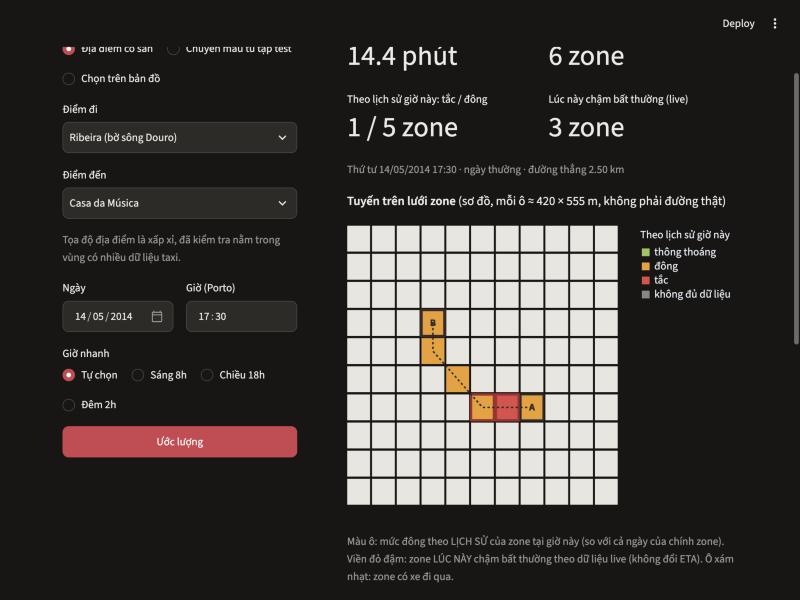 Deploy
Địa điểm có sẵn
Chuyến mẫu từ tập test
Chọn trên bản đồ
Điểm đi
Ribeira (bờ sông Douro)
Điểm đến
Casa da Música
Tọa độ địa điểm là xấp xỉ, đã kiểm tra nằm trong
vùng có nhiều dữ liệu taxi.
Ngày
Giờ (Porto)
14/05/2014
17:30
Giờ nhanh
Tự chọn
Sáng 8h
Chiều 18h
Đêm 2h
Ước lượng
14.4 phút
6 zone
Theo lịch sử giờ này: tắc / đông
Lúc này chậm bất thường (live)
1 / 5 zone
3 zone
Thứ tư 14/05/2014 17:30 · ngày thường · đường thẳng 2.50 km
Tuyến trên lưới zone (sơ đồ, mỗi ô ≈ 420 × 555 m, không phải đường thật)
B
A
Theo lịch sử giờ này
thông thoáng
đông
tắc
không đủ dữ liệu
Màu ô: mức đông theo LỊCH SỬ của zone tại giờ này (so với cả ngày của chính zone).
Viền đỏ đậm: zone LÚC NÀY chậm bất thường theo dữ liệu live (không đổi ETA). Ô xám
nhạt: zone có xe đi qua.